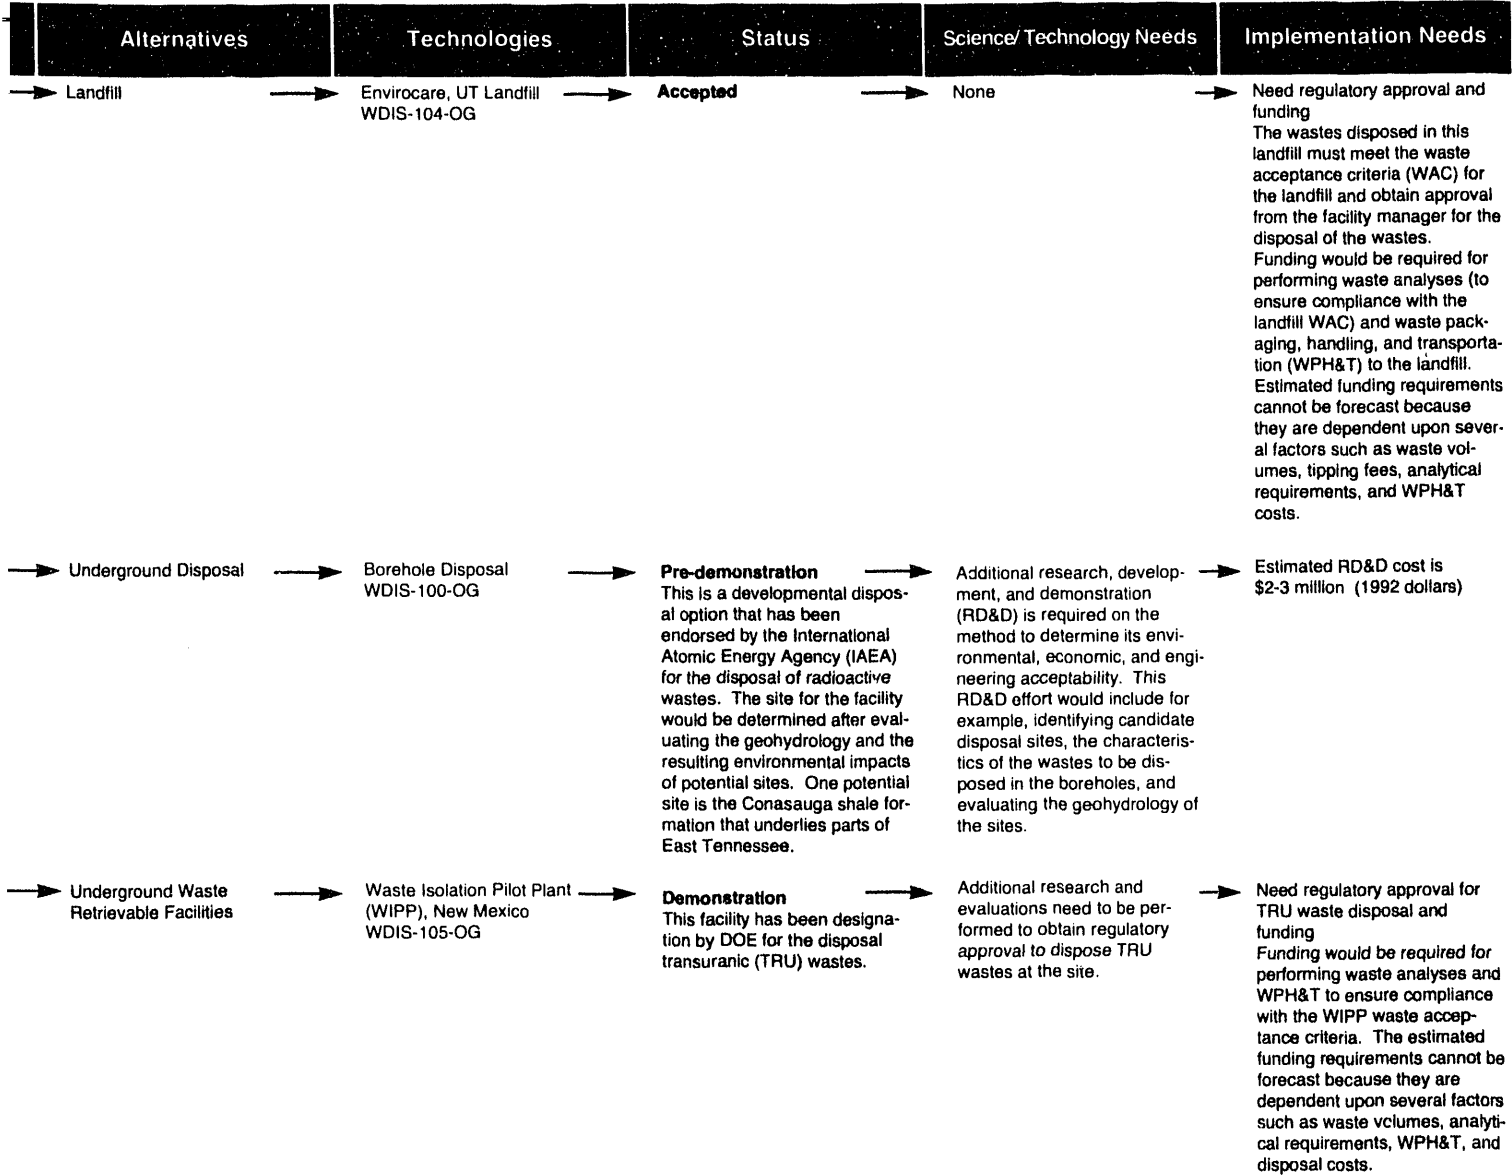 Alternatives
Technologies
Status
Science/Technology Needs
Implementation Needs
Landfill
Envirocare, UT Landfill
WDIS-104-OG
Accepted
None
Need regulatory approval and
funding
The wastes disposed in this
landfill must meet the waste
acceptance criteria (WAC) for
the landfill and obtain approval
from the facility manager for the
disposal of the wastes.
Funding would be required for
performing waste analyses (to
ensure compliance with the
landfill WAC) and waste pack-
aging, handling, and transporta-
tion (WPH&T) to the landfill.
Estimated funding requirements
cannot be forecast because
they are dependent upon sever-
al factors such as waste vol-
umes, tipping fees, analytical
requirements, and WPH&T
costs.
Underground Disposal
Borehole Disposal
WDIS-100-OG
Pre-demonstration
This is a developmental dispos-
al option that has been
endorsed by the International
Atomic Energy Agency (IAEA)
for the disposal of radioactive
wastes. The site for the facility
would be determined after eval-
uating the geohydrology and the
resulting environmental impacts
of potential sites. One potential
site is the Conasauga shale for-
mation that underlies parts of
East Tennessee.
Additional research, develop-
ment, and demonstration
(RD&D) is required on the
method to determine its envi-
ronmental, economic, and engi-
neering acceptability. This
RD&D effort would include for
example, identifying candidate
disposal sites, the characteris-
tics of the wastes to be dis-
posed in the boreholes, and
evaluating the geohydrology of
the sites.
Estimated RD&D cost is
$2-3 million (1992 dollars)
Underground Waste
Retrievable Facilities
Waste Isolation Pilot Plant
(WIPP), New Mexico
WDIS-105-OG
Demonstration
This facility has been designa-
tion by DOE for the disposal
transuranic (TRU) wastes.
Additional research and
evaluations need to be per-
formed to obtain regulatory
approval to dispose TRU
wastes at the site.
Need regulatory approval for
TRU waste disposal and
funding
Funding would be required for
performing waste analyses and
WPH&T to ensure compliance
with the WIPP waste accep-
tance criteria. The estimated
funding requirements cannot be
forecast because they are
dependent upon several factors
such as waste volumes, analyti-
cal requirements, WPH&T, and
disposal costs.